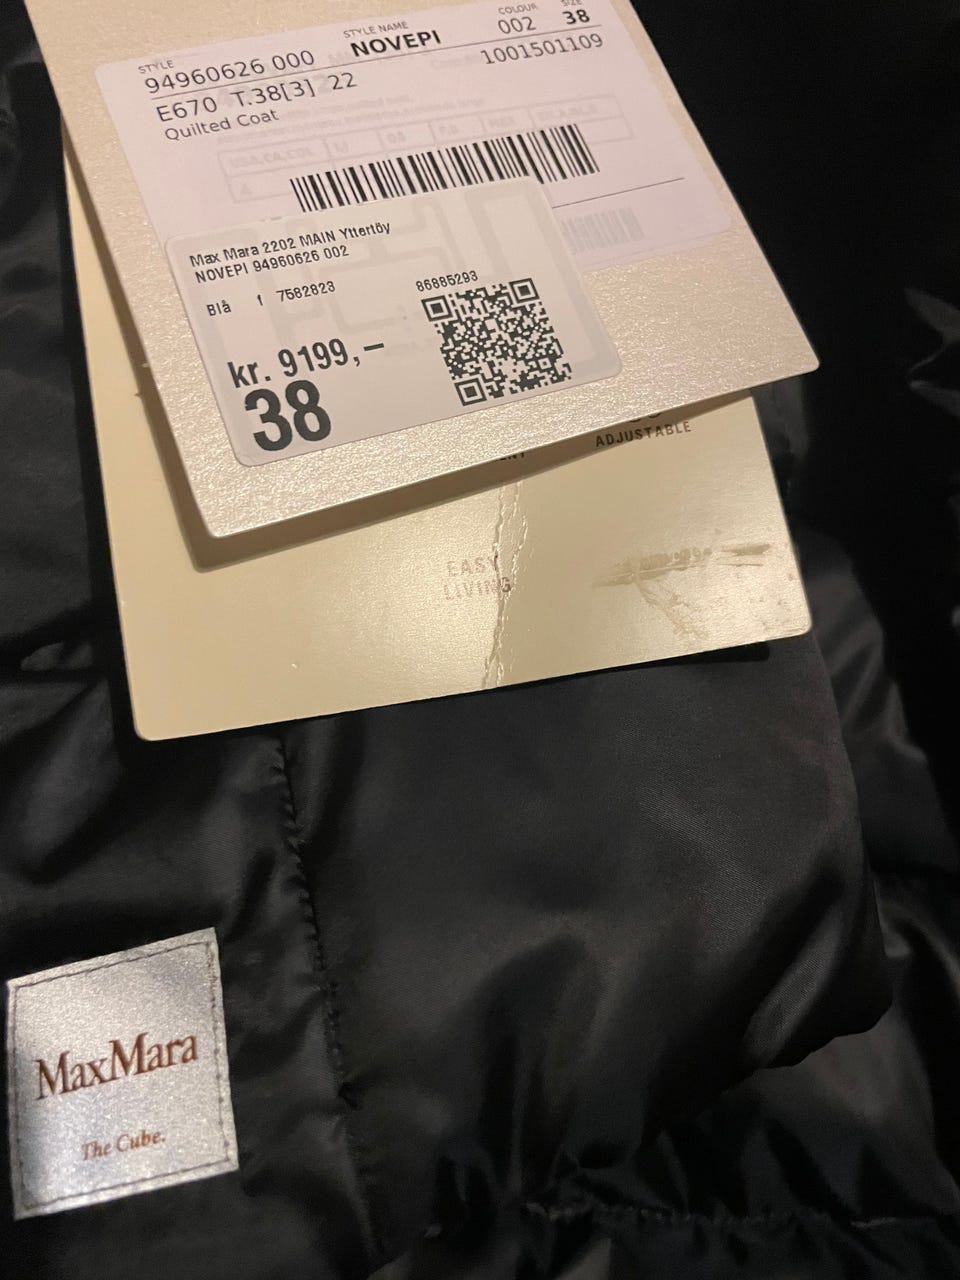 STYLE
STYLE NAME
COLOUR
SIZE
94960626 000
NOVEPI
002
38
E670 T.38[3] 22
1001501109
Quilted Coat
Max Mara 2202 MAIN Yttertöy
NOVEPI 94960626 002
Blå f 7582823
86885293
kr. 9199,–
38
ADJUSTABLE
EASY
LIVING
MaxMara
The Cube.